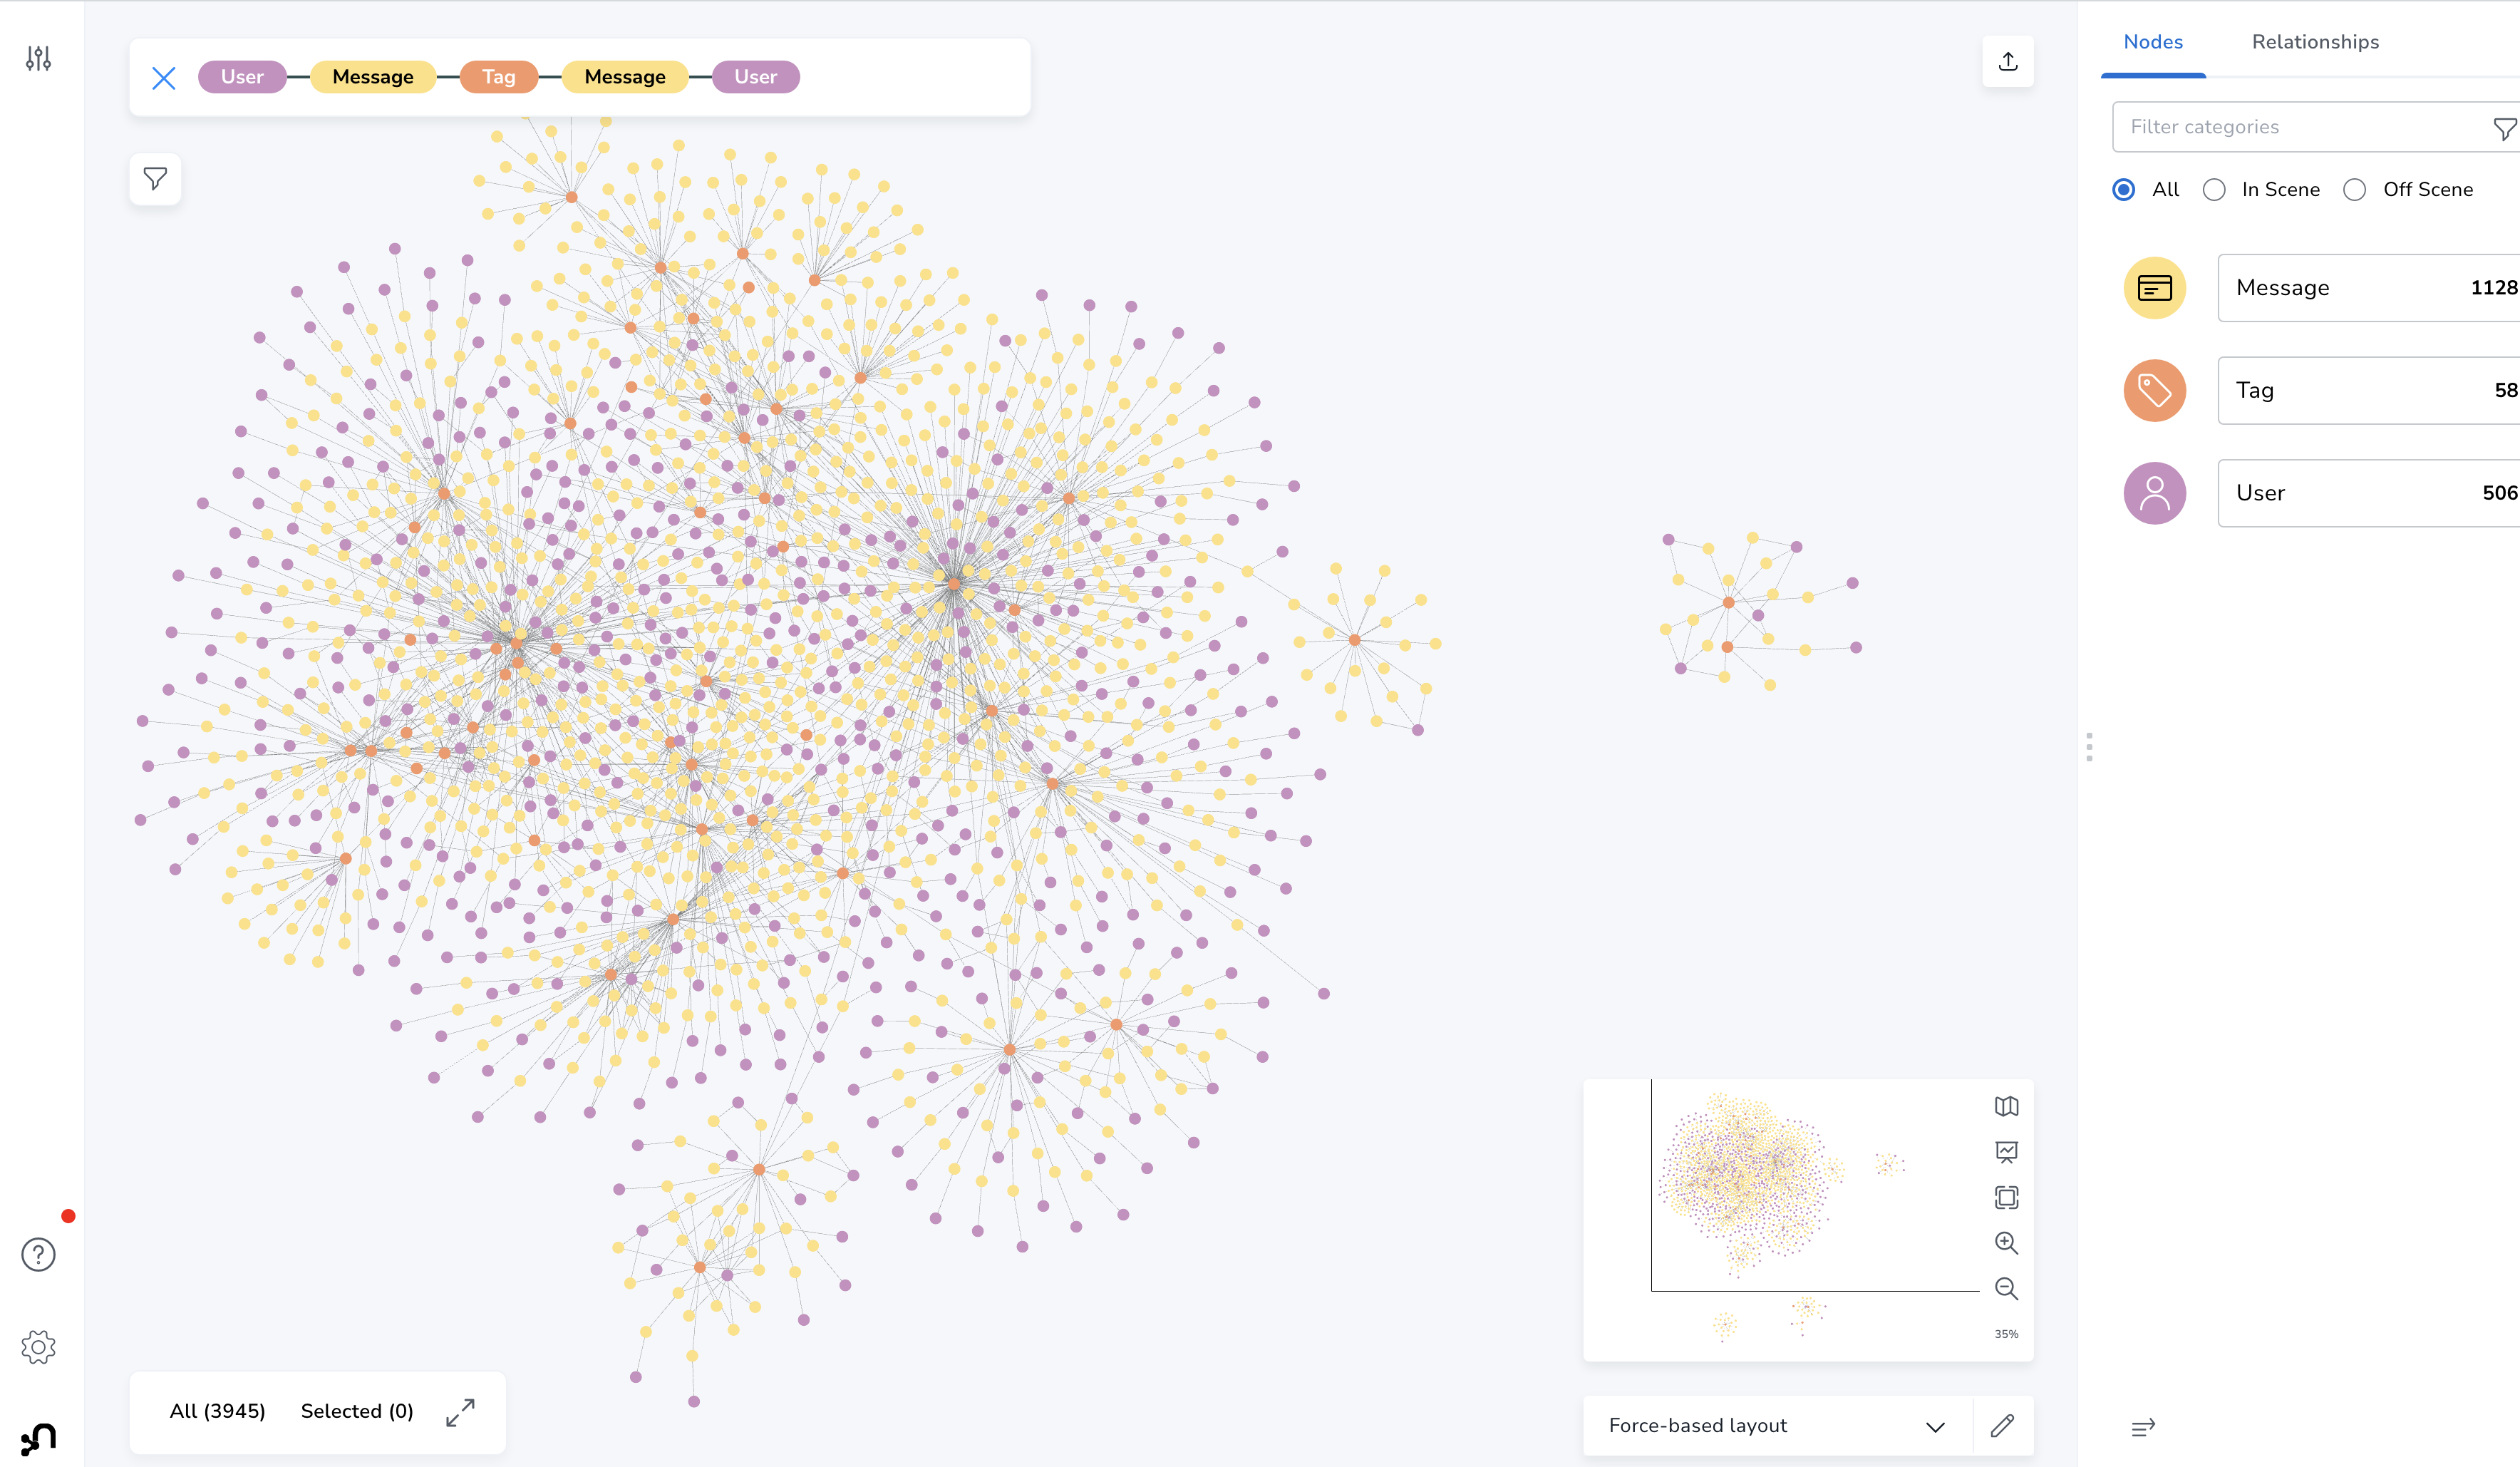 User Message Tag Message User
Nodes Relationships
Filter categories
All In Scene Off Scene
Message 1128
Tag 58
User 506
35%
All (3945) Selected (0)
Force-based layout